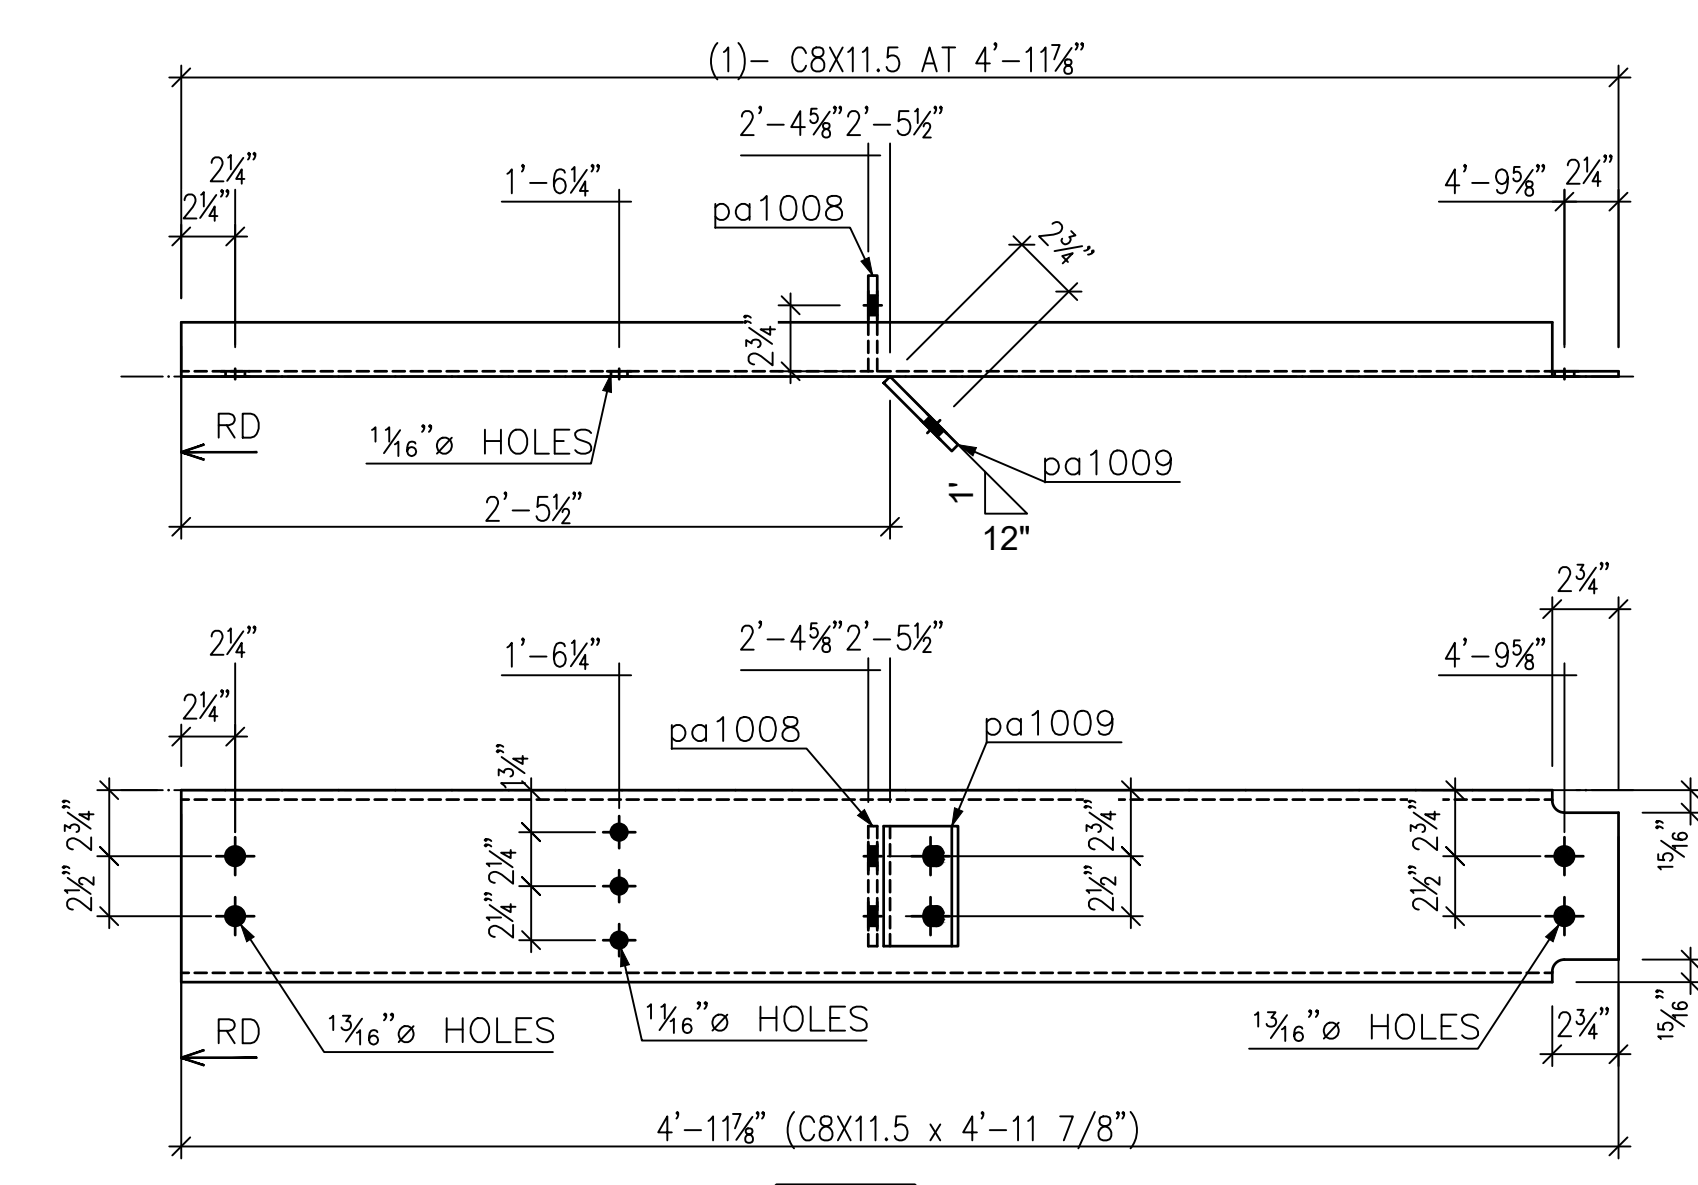 (1)- C8X11.5 AT 4'-11⅞"
2'-4⅝" 2'-5½"
2¼" 1'-6¼" 4'-9⅝" 2¼"
2¼" pa1008
2¾"
2¾"
RD
11/16"ø HOLES
pa1009
1'
2'-5½"
12"
2¾"
2¼" 1'-6¼" 2'-4⅝" 2'-5½" 4'-9⅝"
2¼"
pa1008 pa1009
1¾"
2¾" 2¾" 2¾" 15/16"
2¼"
2½" 2½" 2½"
2¼"
RD 13/16"ø HOLES 11/16"ø HOLES 13/16"ø HOLES 2¾" 15/16"
4'-11⅞" (C8X11.5 x 4'-11 7/8")